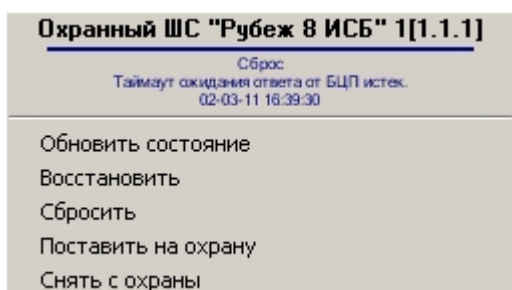 Охранный ШС "Рубеж 8 ИСБ" 1[1.1.1]
Сброс
Таймаут ожидания ответа от БЦП истек.
02-03-11 16:39:30
Обновить состояние
Восстановить
Сбросить
Поставить на охрану
Снять с охраны